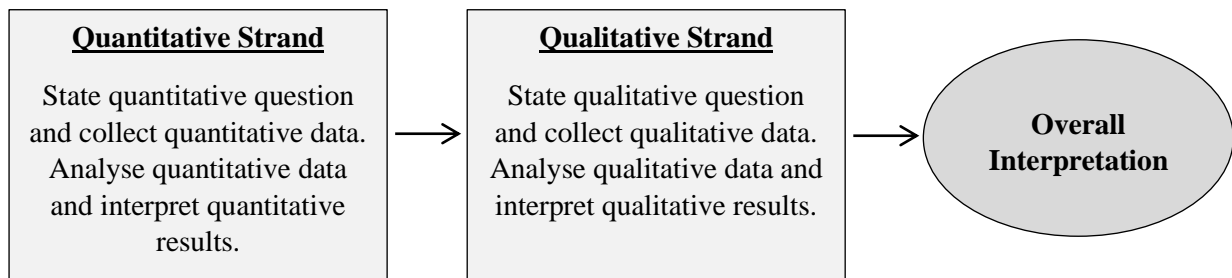 Quantitative Strand
State quantitative question
and collect quantitative data.
Analyse quantitative data
and interpret quantitative
results.
Qualitative Strand
State qualitative question
and collect qualitative data.
Analyse qualitative data and
interpret qualitative results.
Overall
Interpretation